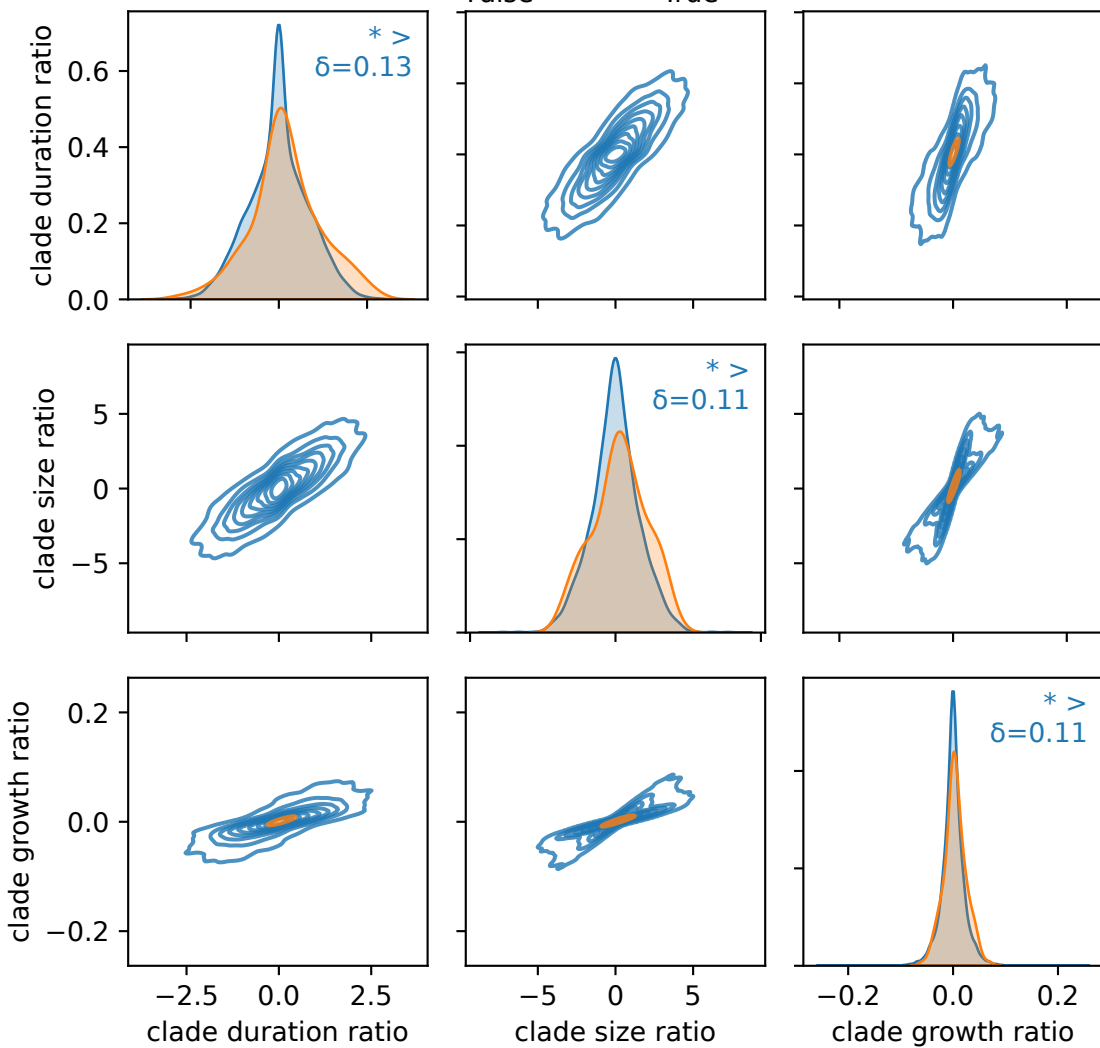 False True
clade duration ratio
0.6
0.4
0.2
0.0
* >
δ=0.13
clade size ratio
5
0
−5
* >
δ=0.11
clade growth ratio
0.2
0.0
−0.2
* >
δ=0.11
−2.5 0.0 2.5
−5 0 5
−0.2 0.0 0.2
clade duration ratio
clade size ratio
clade growth ratio